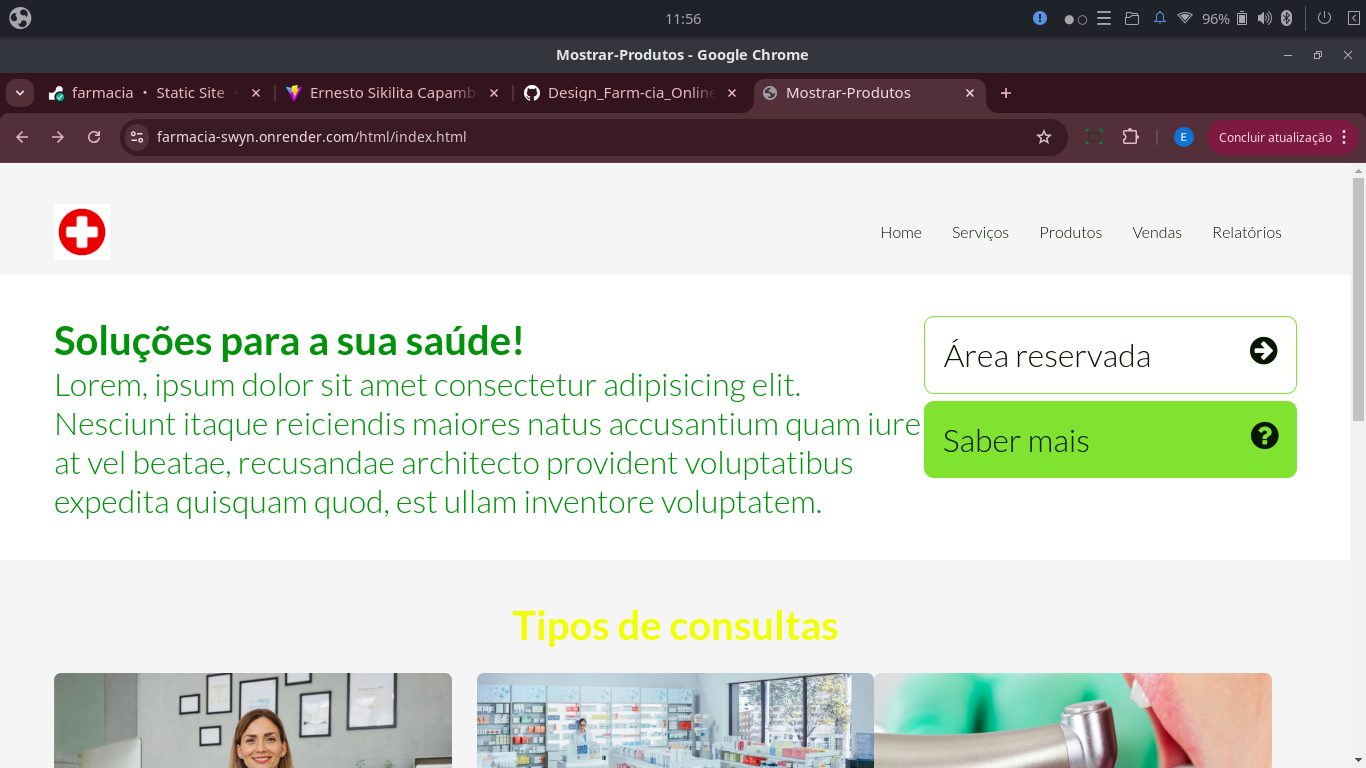 11:56
96%
Mostrar-Produtos - Google Chrome
farmacia • Static Site
Ernesto Sikilita Capamb
Design_Farm-cia_Online
Mostrar-Produtos
farmacia-swyn.onrender.com/html/index.html
E
Concluir atualização
Home
Serviços
Produtos
Vendas
Relatórios
Soluções para a sua saúde!
Lorem, ipsum dolor sit amet consectetur adipisicing elit.
Nesciunt itaque reiciendis maiores natus accusantium quam iure
at vel beatae, recusandae architecto provident voluptatibus
expedita quisquam quod, est ullam inventore voluptatem.
Área reservada
Saber mais
Tipos de consultas